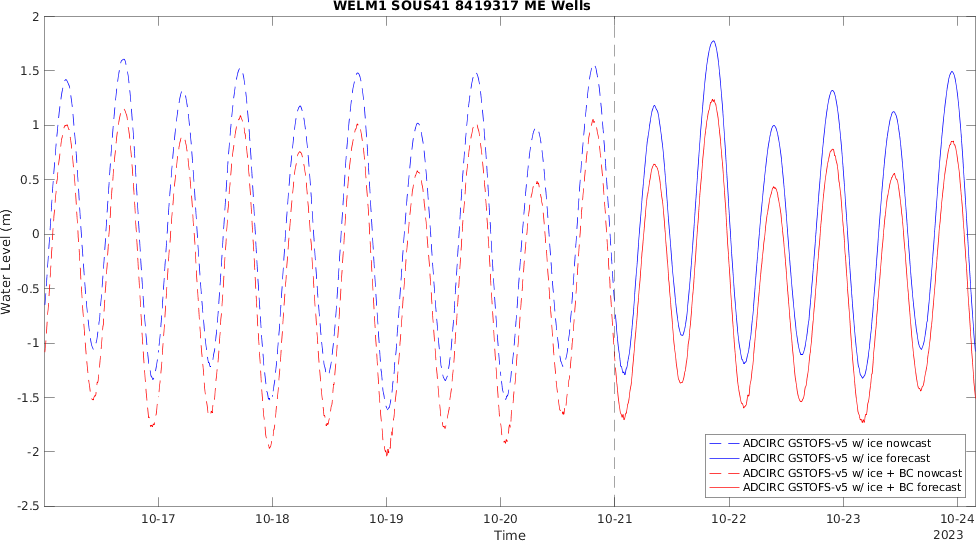 WELM1 SOUS41 8419317 ME Wells
2
1.5
1
0.5
0
-0.5
-1
-1.5
-2
-2.5
Water Level (m)
10-17
10-18
10-19
10-20
10-21
10-22
10-23
10-24
Time
2023
ADCIRC GSTOFS-v5 w/ ice nowcast
ADCIRC GSTOFS-v5 w/ ice forecast
ADCIRC GSTOFS-v5 w/ ice + BC nowcast
ADCIRC GSTOFS-v5 w/ ice + BC forecast